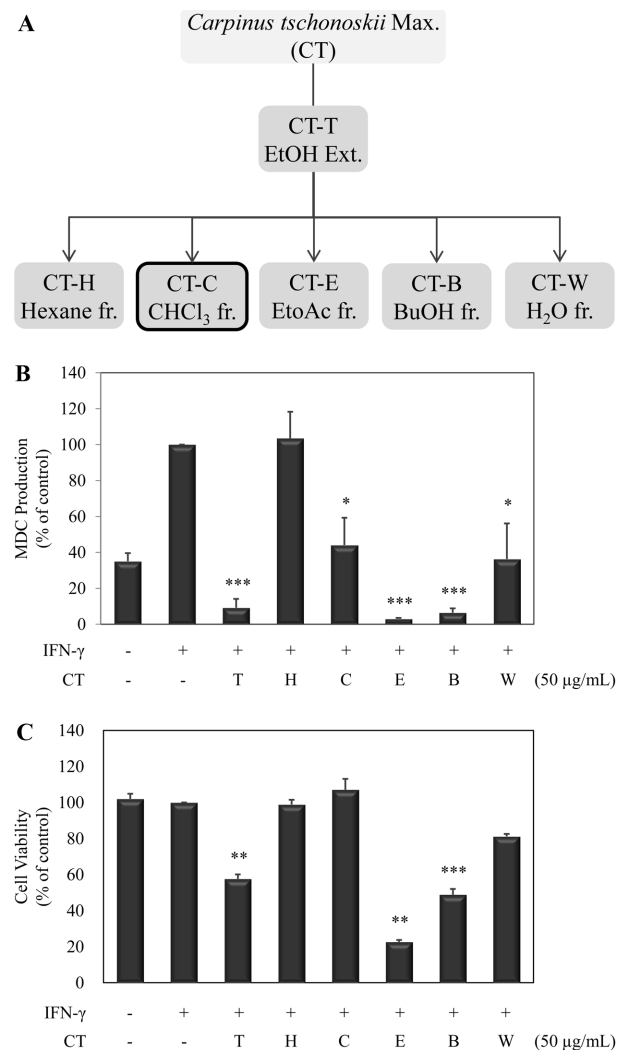 A
Carpinus tschonoskii Max.
(CT)
CT-T
EtOH Ext.
CT-H
Hexane fr.
CT-C
CHCl₃ fr.
CT-E
EtoAc fr.
CT-B
BuOH fr.
CT-W
H₂O fr.
B
MDC Production
(% of control)
140
120
100
80
60
40
20
0
***
*
***
***
*
IFN-γ - + + + + + + +
CT - - T H C E B W (50 µg/mL)
C
Cell Viability
(% of control)
140
120
100
80
60
40
20
0
**
**
***
IFN-γ - + + + + + + +
CT - - T H C E B W (50 µg/mL)